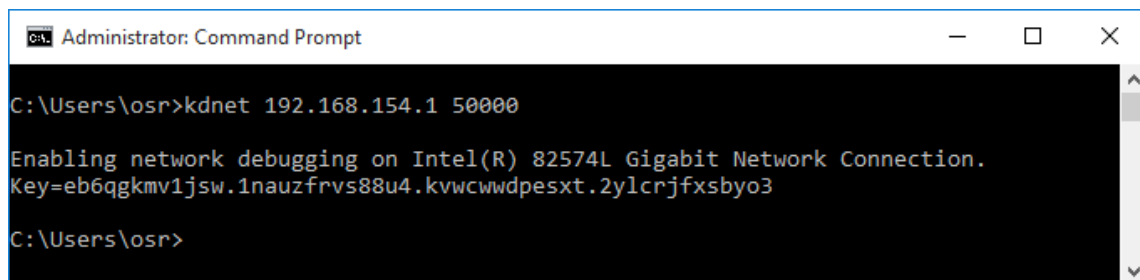 Administrator: Command Prompt
C:\Users\osr>kdnet 192.168.154.1 50000
Enabling network debugging on Intel(R) 82574L Gigabit Network Connection.
Key=eb6qgkmv1jsw.1nauzfrvs88u4.kvwcwwdpesxt.2ylcrjfxsbyo3
C:\Users\osr>